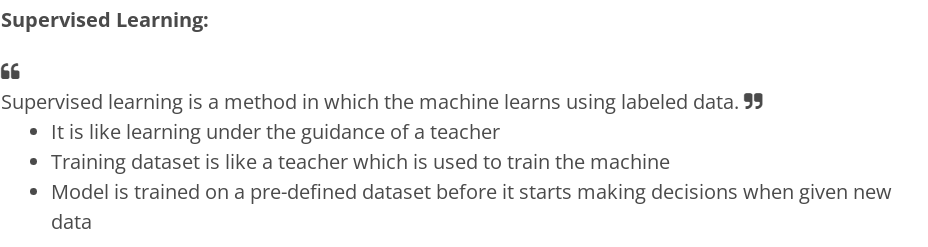 Supervised Learning:
“
Supervised learning is a method in which the machine learns using labeled data. ”
• It is like learning under the guidance of a teacher
• Training dataset is like a teacher which is used to train the machine
• Model is trained on a pre-defined dataset before it starts making decisions when given new
data